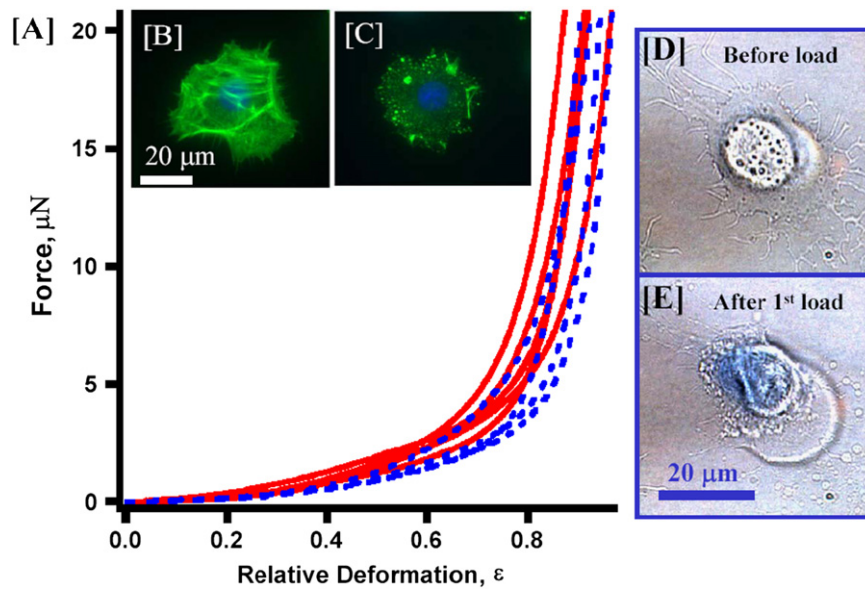 [A]
20
15
10
5
0
Force, μN
0.0 0.2 0.4 0.6 0.8
Relative Deformation, ε
[B]
20 μm
[C]
[D] Before load
[E] After 1st load
20 μm